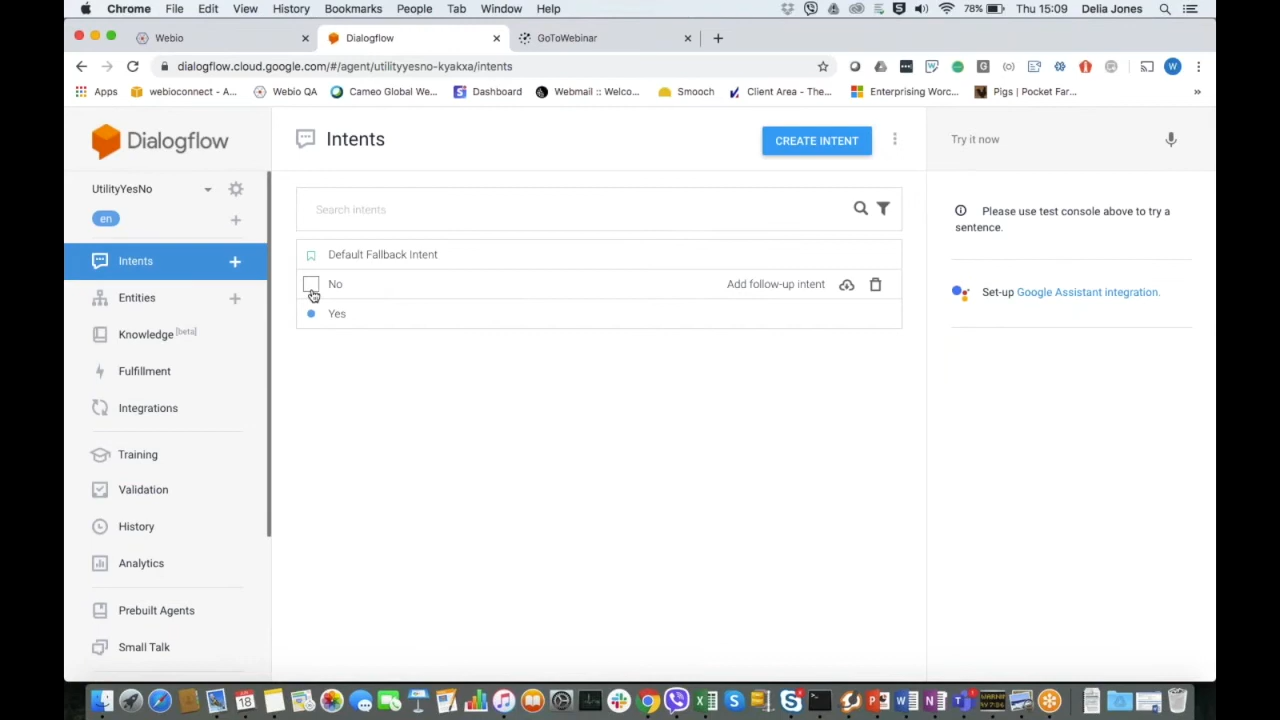 Chrome File Edit View History Bookmarks People Tab Window Help 78% Thu 15:09 Delia Jones
Webio Dialogflow GoToWebinar
dialogflow.cloud.google.com/#/agent/utilityyesno-kyakxa/intents
Apps webioconnect - A... Webio QA Cameo Global We... Dashboard Webmail :: Welco... Smooch Client Area - The... Enterprising Worc... Pigs | Pocket Far... »
Dialogflow
Intents
CREATE INTENT
Try it now
UtilityYesNo
en
Search intents
Please use test console above to try a
sentence.
Intents
Default Fallback Intent
No Add follow-up intent
Set-up Google Assistant integration.
Entities
Yes
Knowledge [beta]
Fulfillment
Integrations
Training
Validation
History
Analytics
Prebuilt Agents
Small Talk